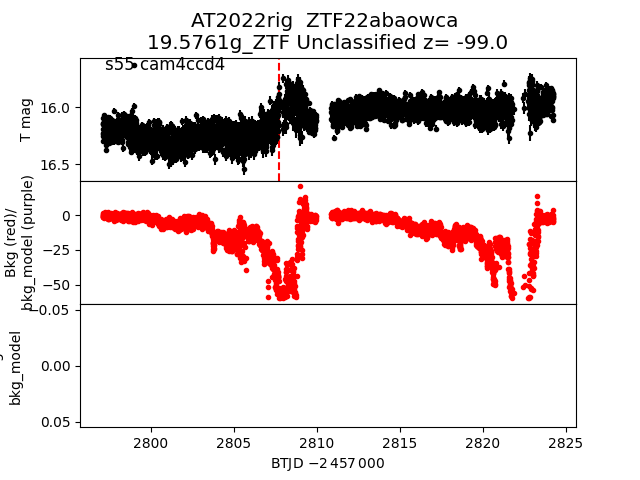 AT2022rig ZTF22abaowca
19.5761g_ZTF Unclassified z= -99.0
s55 cam4ccd4
T mag
16.0
16.5
Bkg (red)/
bkg_model (purple)
0
−25
−50
bkg_model
−0.05
0.00
0.05
2800 2805 2810 2815 2820 2825
BTJD −2 457 000